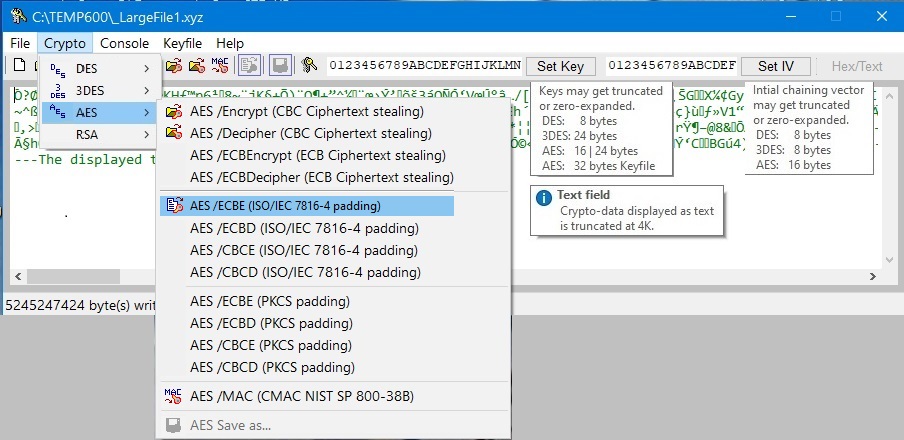 C:\TEMP600\_LargeFile1.xyz
File Crypto Console Keyfile Help
0123456789ABCDEFGHIJKLMN Set Key 0123456789ABCDEF Set IV Hex/Text
DES
3DES
AES
RSA
AES /Encrypt (CBC Ciphertext stealing)
AES /Decipher (CBC Ciphertext stealing)
AES /ECBEncrypt (ECB Ciphertext stealing)
AES /ECBDecipher (ECB Ciphertext stealing)
AES /ECBE (ISO/IEC 7816-4 padding)
AES /ECBD (ISO/IEC 7816-4 padding)
AES /CBCE (ISO/IEC 7816-4 padding)
AES /CBCD (ISO/IEC 7816-4 padding)
AES /ECBE (PKCS padding)
AES /ECBD (PKCS padding)
AES /CBCE (PKCS padding)
AES /CBCD (PKCS padding)
MAC AES /MAC (CMAC NIST SP 800-38B)
AES Save as...
Keys may get truncated
or zero-expanded.
DES: 8 bytes
3DES: 24 bytes
AES: 16 | 24 bytes
AES: 32 bytes Keyfile
Intial chaining vector
may get truncated
or zero-expanded.
DES: 8 bytes
3DES: 8 bytes
AES: 16 bytes
Text field
Crypto-data displayed as text
is truncated at 4K.
---The displayed t
5245247424 byte(s) writ